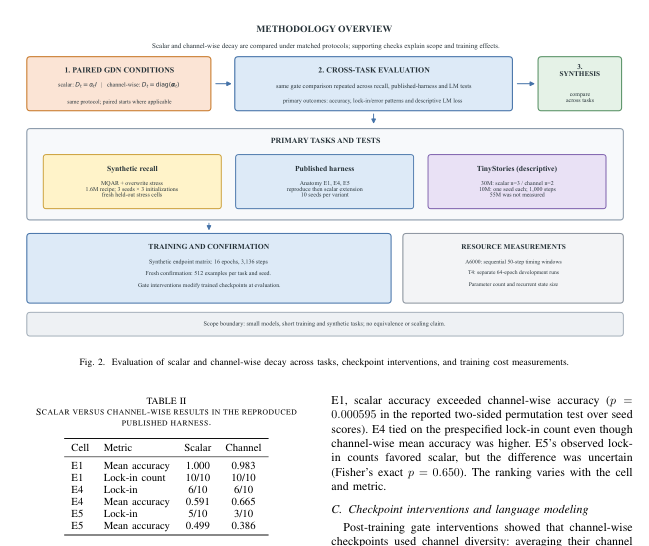 METHODOLOGY OVERVIEW
Scalar and channel-wise decay are compared under matched protocols; supporting checks explain scope and training effects.
1. PAIRED GDN CONDITIONS
scalar: Dₜ = αₜI | channel-wise: Dₜ = diag(αₜ)
same protocol; paired starts where applicable
2. CROSS-TASK EVALUATION
same gate comparison repeated across recall, published-harness and LM tests
primary outcomes: accuracy, lock-in/error patterns and descriptive LM loss
3.
SYNTHESIS
compare
across tasks
PRIMARY TASKS AND TESTS
Synthetic recall
MQAR + overwrite stress
1.6M recipe; 3 seeds × 3 initializations
fresh held-out stress cells
Published harness
Anatomy E1, E4, E5
reproduce then scalar extension
10 seeds per variant
TinyStories (descriptive)
30M: scalar n=3 / channel n=2
10M: one seed each; 1,000 steps
55M was not measured
TRAINING AND CONFIRMATION
Synthetic endpoint matrix: 16 epochs, 3,136 steps
Fresh confirmation: 512 examples per task and seed.
Gate interventions modify trained checkpoints at evaluation.
RESOURCE MEASUREMENTS
A6000: sequential 50-step timing windows
T4: separate 64-epoch development runs
Parameter count and recurrent state size
Scope boundary: small models, short training and synthetic tasks; no equivalence or scaling claim.
Fig. 2. Evaluation of scalar and channel-wise decay across tasks, checkpoint interventions, and training cost measurements.
TABLE II
SCALAR VERSUS CHANNEL-WISE RESULTS IN THE REPRODUCED
PUBLISHED HARNESS.
Cell Metric Scalar Channel
E1 Mean accuracy 1.000 0.983
E1 Lock-in count 10/10 10/10
E4 Lock-in 6/10 6/10
E4 Mean accuracy 0.591 0.665
E5 Lock-in 5/10 3/10
E5 Mean accuracy 0.499 0.386
E1, scalar accuracy exceeded channel-wise accuracy (p =
0.000595 in the reported two-sided permutation test over seed
scores). E4 tied on the prespecified lock-in count even though
channel-wise mean accuracy was higher. E5's observed lock-
in counts favored scalar, but the difference was uncertain
(Fisher's exact p = 0.650). The ranking varies with the cell
and metric.
C. Checkpoint interventions and language modeling
Post-training gate interventions showed that channel-wise
checkpoints used channel diversity: averaging their channel